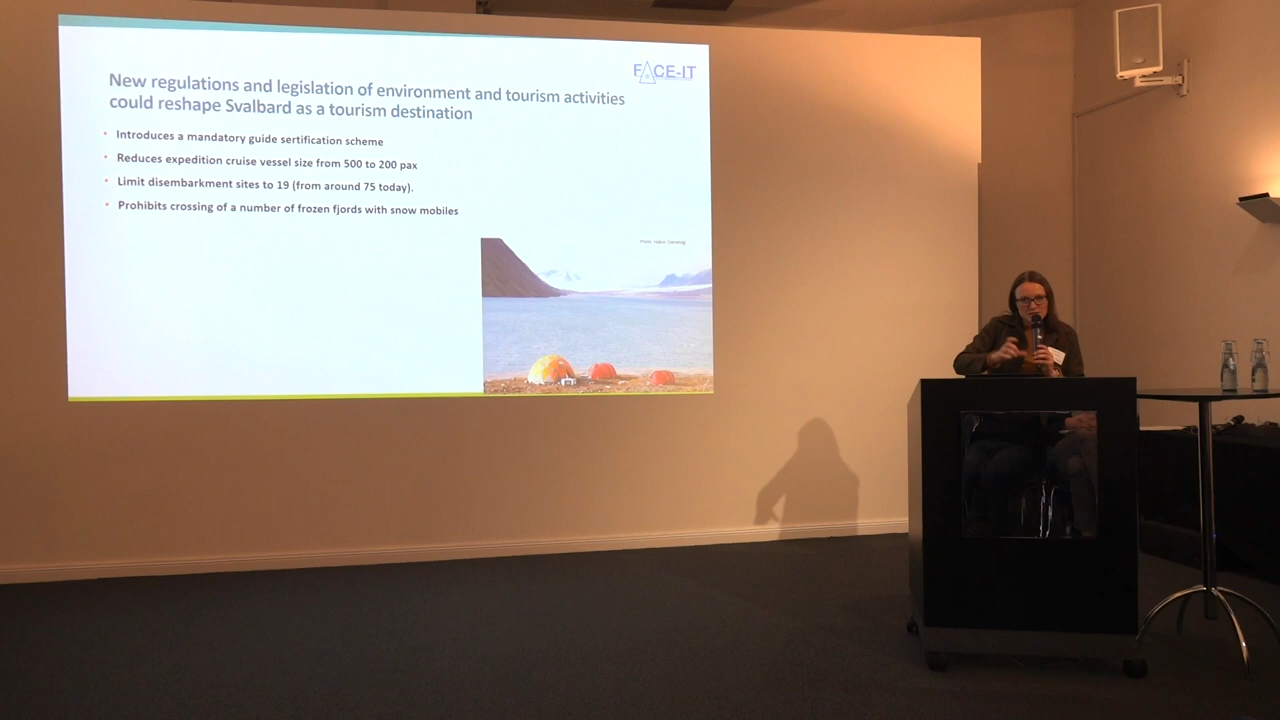 FACE-IT
New regulations and legislation of environment and tourism activities
could reshape Svalbard as a tourism destination
• Introduces a mandatory guide sertification scheme
• Reduces expedition cruise vessel size from 500 to 200 pax
• Limit disembarkment sites to 19 (from around 75 today).
• Prohibits crossing of a number of frozen fjords with snow mobiles
Photo: